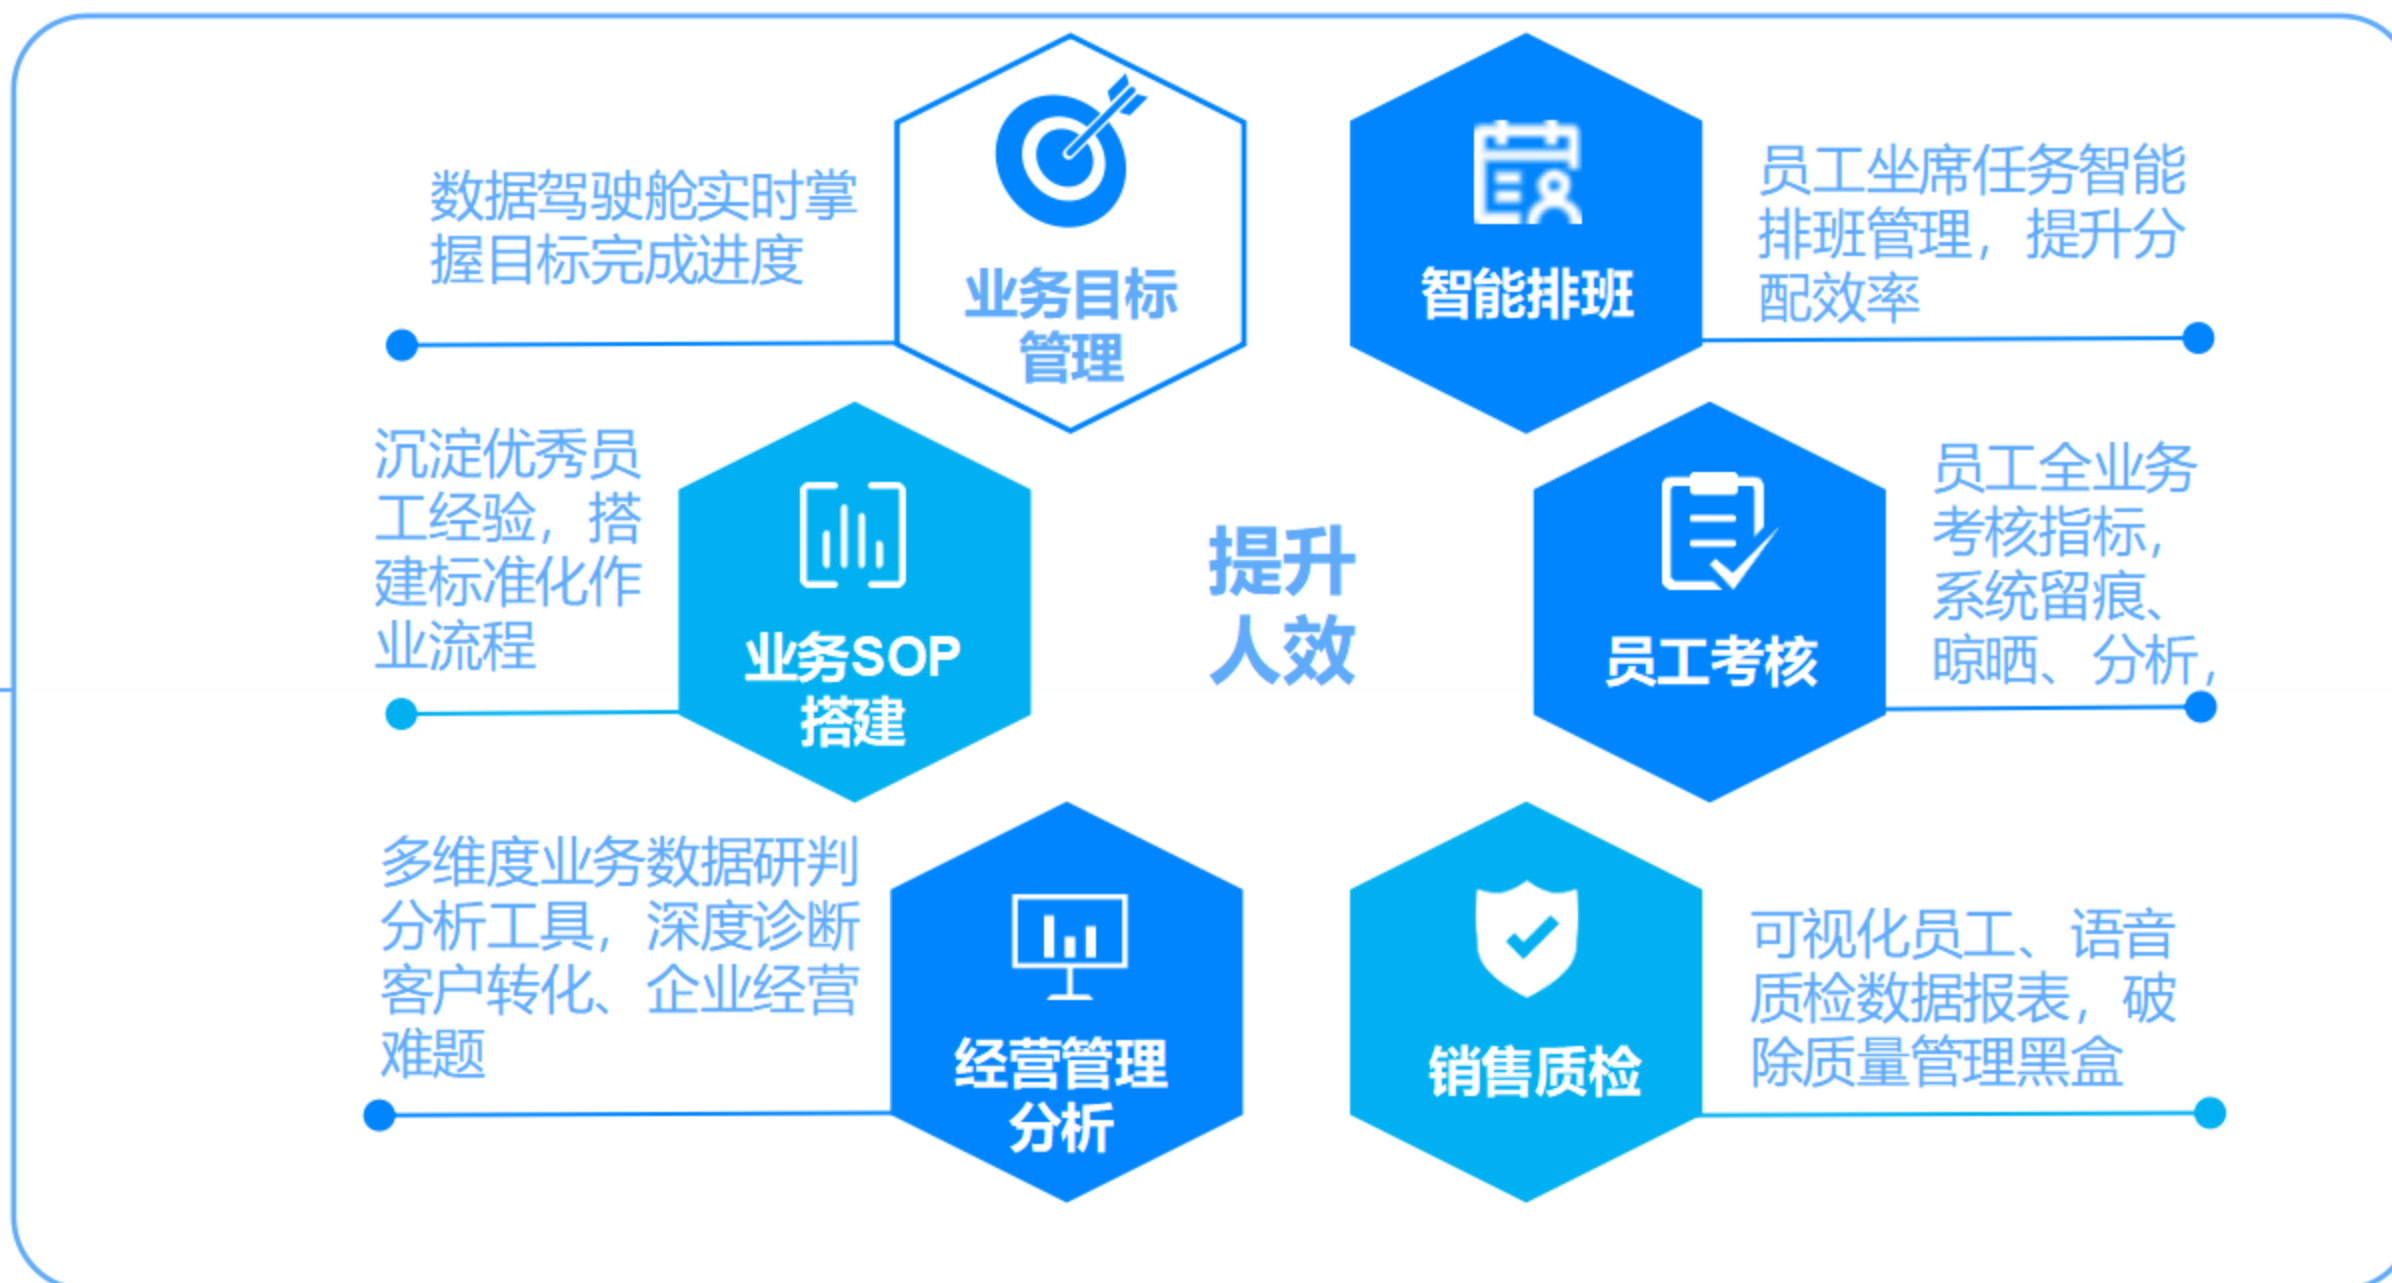 数据驾驶舱实时掌
握目标完成进度
业务目标
管理
智能排班
员工坐席任务智能
排班管理，提升分
配效率
沉淀优秀员
工经验，搭
建标准化作
业流程
业务SOP
搭建
提升
人效
员工考核
员工全业务
考核指标，
系统留痕、
晾晒、分析，
多维度业务数据研判
分析工具，深度诊断
客户转化、企业经营
难题
经营管理
分析
销售质检
可视化员工、语音
质检数据报表，破
除质量管理黑盒